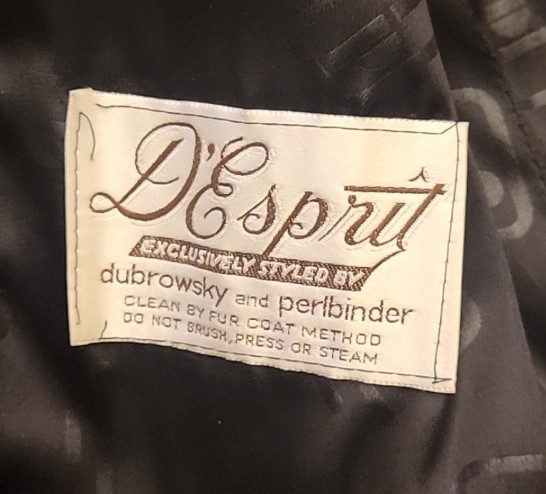 D'Esprit
EXCLUSIVELY STYLED BY
dubrowsky and perlbinder
CLEAN BY FUR COAT METHOD
DO NOT BRUSH, PRESS OR STEAM